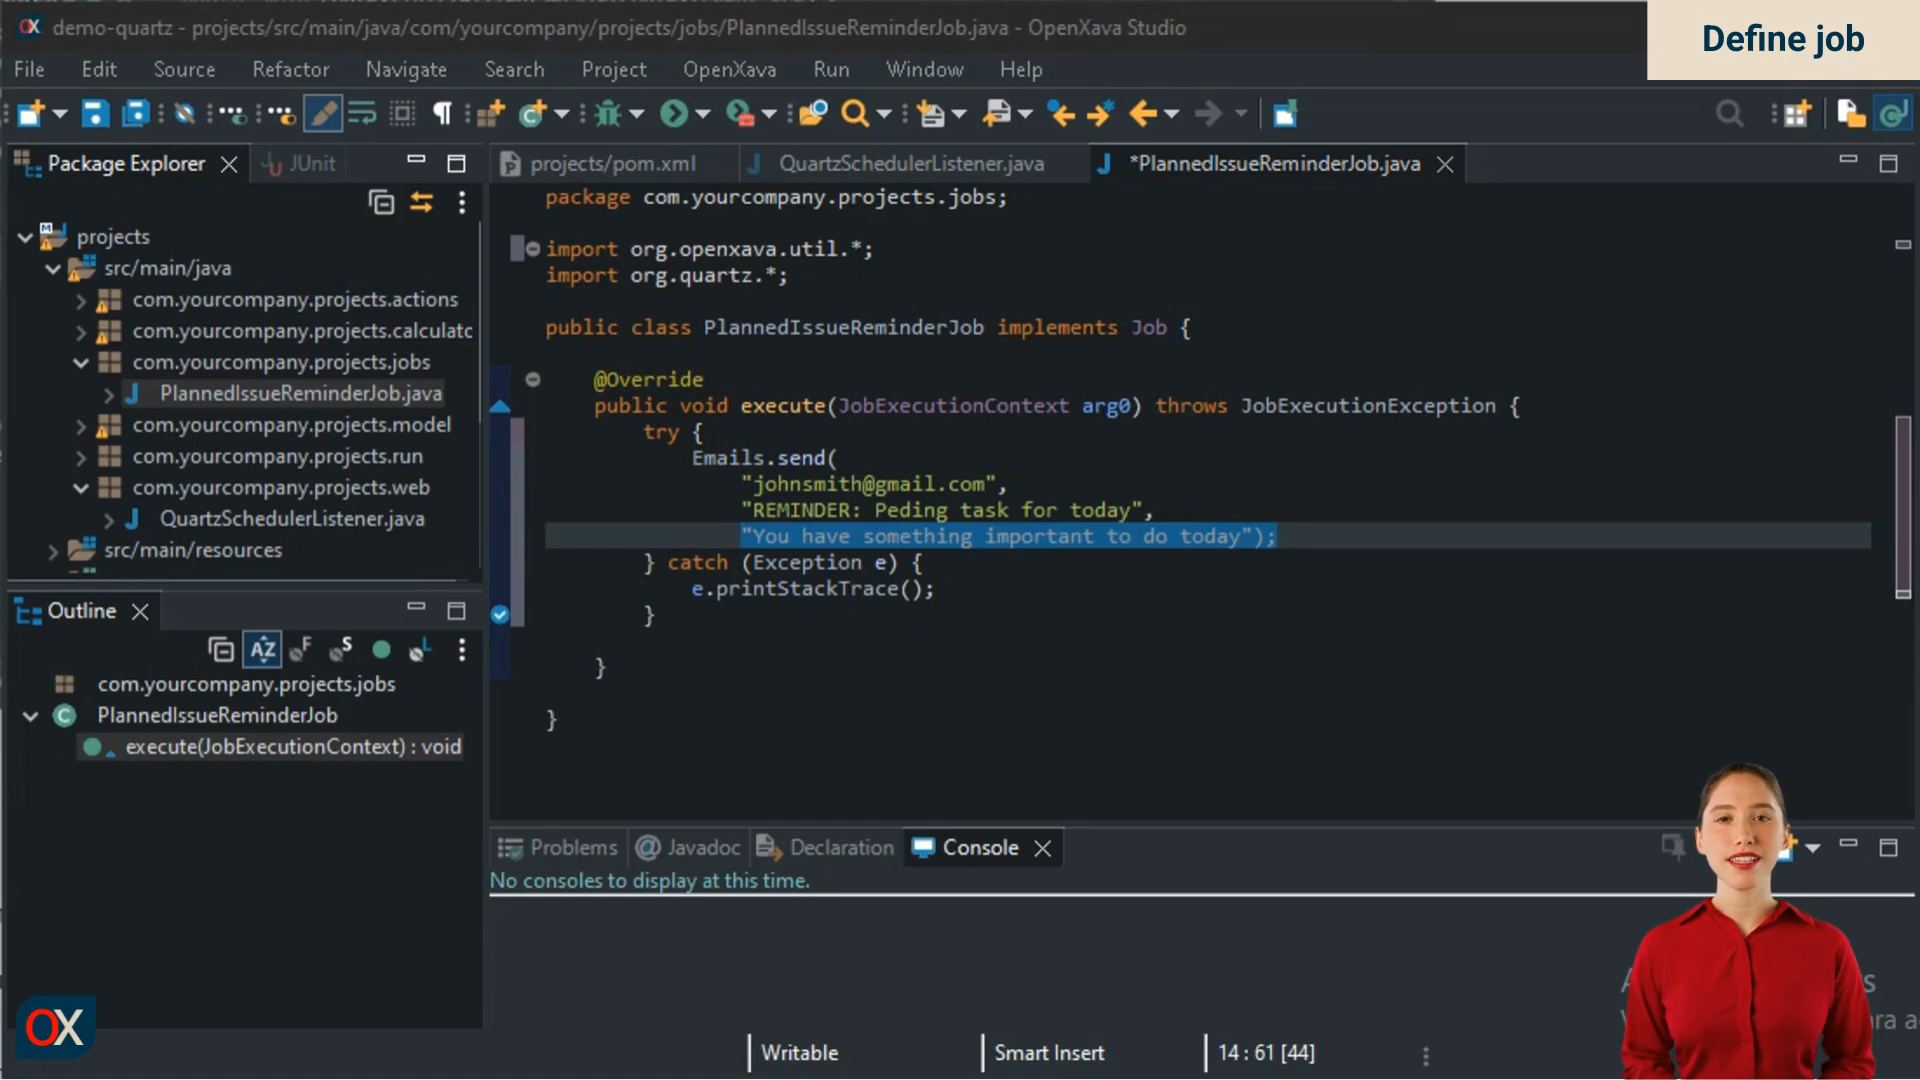 demo-quartz - projects/src/main/java/com/yourcompany/projects/jobs/PlannedIssueReminderJob.java - OpenXava Studio
Define job
File Edit Source Refactor Navigate Search Project OpenXava Run Window Help
Package Explorer
JUnit
projects
src/main/java
com.yourcompany.projects.actions
com.yourcompany.projects.calculato
com.yourcompany.projects.jobs
PlannedIssueReminderJob.java
com.yourcompany.projects.model
com.yourcompany.projects.run
com.yourcompany.projects.web
QuartzSchedulerListener.java
src/main/resources
Outline
com.yourcompany.projects.jobs
PlannedIssueReminderJob
execute(JobExecutionContext) : void
projects/pom.xml
QuartzSchedulerListener.java
*PlannedIssueReminderJob.java
package com.yourcompany.projects.jobs;
import org.openxava.util.*;
import org.quartz.*;
public class PlannedIssueReminderJob implements Job {
@Override
public void execute(JobExecutionContext arg0) throws JobExecutionException {
try {
Emails.send(
"johnsmith@gmail.com",
"REMINDER: Peding task for today",
"You have something important to do today");
} catch (Exception e) {
e.printStackTrace();
}
}
}
Problems
Javadoc
Declaration
Console
No consoles to display at this time.
OX
Writable
Smart Insert
14 : 61 [44]